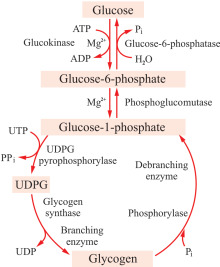 Glucose
ATP
Pi
Glucokinase
Mg2+
Glucose-6-phosphatase
ADP
H2O
Glucose-6-phosphate
Mg2+
Phosphoglucomutase
Glucose-1-phosphate
UTP
UDPG
pyrophosphorylase
PPi
Debranching
enzyme
UDPG
Glycogen
synthase
Phosphorylase
Branching
enzyme
UDP
Pi
Glycogen